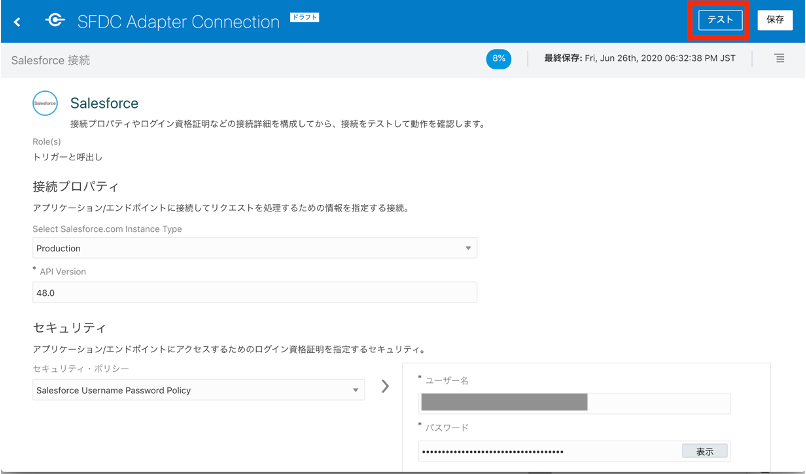 SFDC Adapter Connection ドラフト テスト 保存
Salesforce 接続 8% 最終保存: Fri, Jun 26th, 2020 06:32:38 PM JST
salesforce Salesforce
接続プロパティやログイン資格証明などの接続詳細を構成してから、接続をテストして動作を確認します。
Role(s)
トリガーと呼出し
接続プロパティ
アプリケーション/エンドポイントに接続してリクエストを処理するための情報を指定する接続。
Select Salesforce.com Instance Type
Production
* API Version
48.0
セキュリティ
アプリケーション/エンドポイントにアクセスするためのログイン資格証明を指定するセキュリティ。
セキュリティ・ポリシー
Salesforce Username Password Policy
* ユーザー名
* パスワード
表示